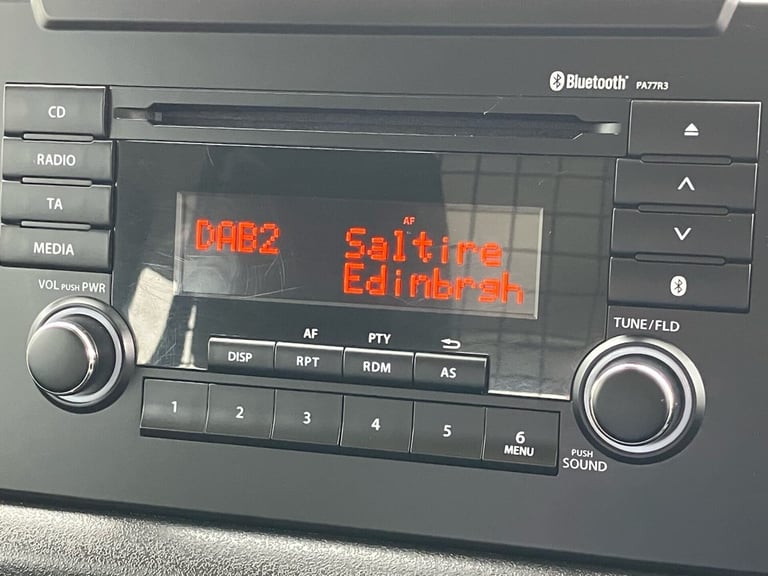 Bluetooth PA77R3
CD
RADIO
TA
MEDIA
VOL PUSH PWR
AF
DAB2 Saltire
Edinbrgh
TUNE/FLD
AF PTY
DISP RPT RDM AS
1 2 3 4 5 6
MENU
PUSH
SOUND